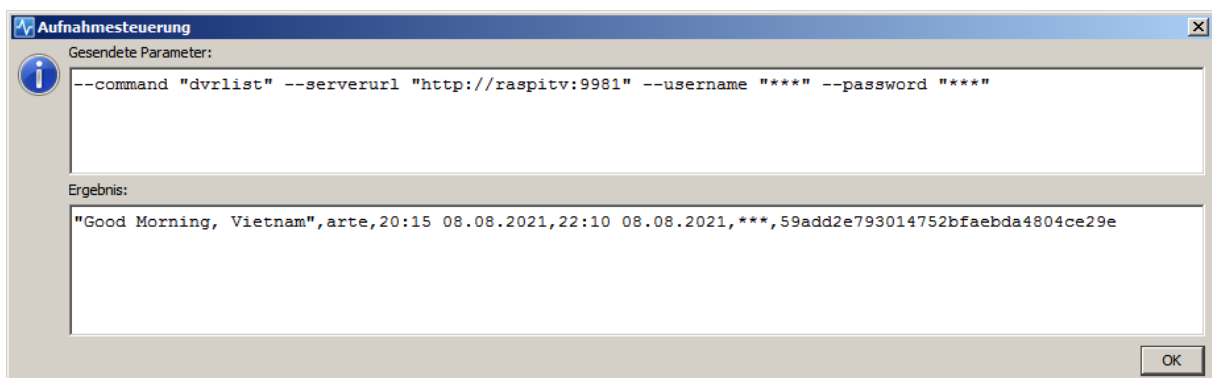 Aufnahmesteuerung
Gesendete Parameter:
--command "dvrlist" --serverurl "http://raspitv:9981" --username "***" --password "***"
Ergebnis:
"Good Morning, Vietnam",arte,20:15 08.08.2021,22:10 08.08.2021,***,59add2e793014752bfaebda4804ce29e
OK